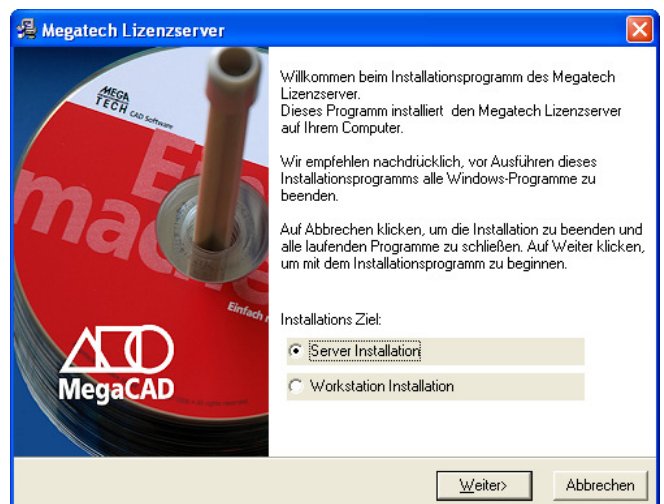 Megatech Lizenzserver
MEGA
TECH CAD Software
Einfach
MegaCAD
Willkommen beim Installationsprogramm des Megatech
Lizenzserver.
Dieses Programm installiert den Megatech Lizenzserver
auf Ihrem Computer.
Wir empfehlen nachdrücklich, vor Ausführen dieses
Installationsprogramms alle Windows-Programme zu
beenden.
Auf Abbrechen klicken, um die Installation zu beenden und
alle laufenden Programme zu schließen. Auf Weiter klicken,
um mit dem Installationsprogramm zu beginnen.
Installations Ziel:
Server Installation
Workstation Installation
Weiter>
Abbrechen